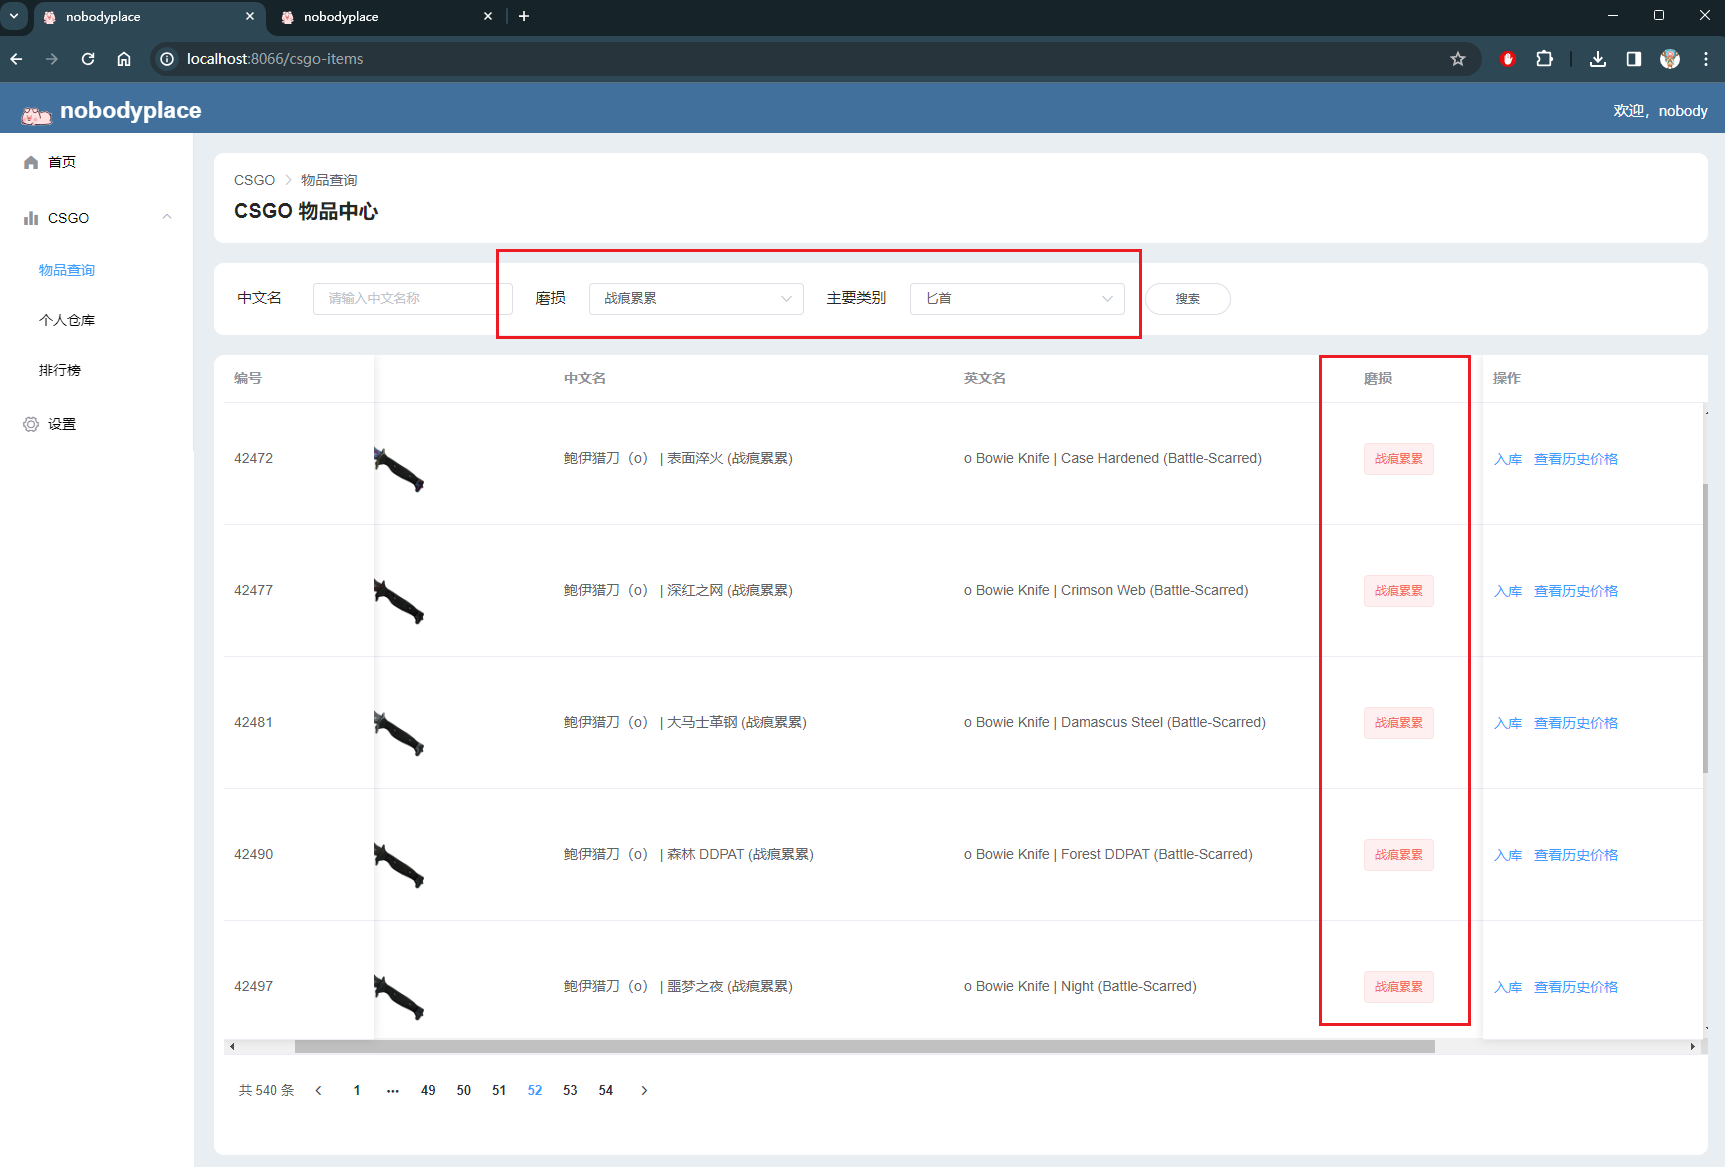 nobodyplace
nobodyplace
localhost:8066/csgo-items
nobodyplace
欢迎，nobody
首页
CSGO
物品查询
个人仓库
排行榜
设置
CSGO 物品查询
CSGO 物品中心
中文名 请输入中文名称 磨损 战痕累累 主要类别 匕首 搜索
编号 中文名 英文名 磨损 操作
42472 鲍伊猎刀（o） | 表面淬火 (战痕累累) o Bowie Knife | Case Hardened (Battle-Scarred) 战痕累累 入库 查看历史价格
42477 鲍伊猎刀（o） | 深红之网 (战痕累累) o Bowie Knife | Crimson Web (Battle-Scarred) 战痕累累 入库 查看历史价格
42481 鲍伊猎刀（o） | 大马士革钢 (战痕累累) o Bowie Knife | Damascus Steel (Battle-Scarred) 战痕累累 入库 查看历史价格
42490 鲍伊猎刀（o） | 森林 DDPAT (战痕累累) o Bowie Knife | Forest DDPAT (Battle-Scarred) 战痕累累 入库 查看历史价格
42497 鲍伊猎刀（o） | 噩梦之夜 (战痕累累) o Bowie Knife | Night (Battle-Scarred) 战痕累累 入库 查看历史价格
共 540 条 1 ••• 49 50 51 52 53 54